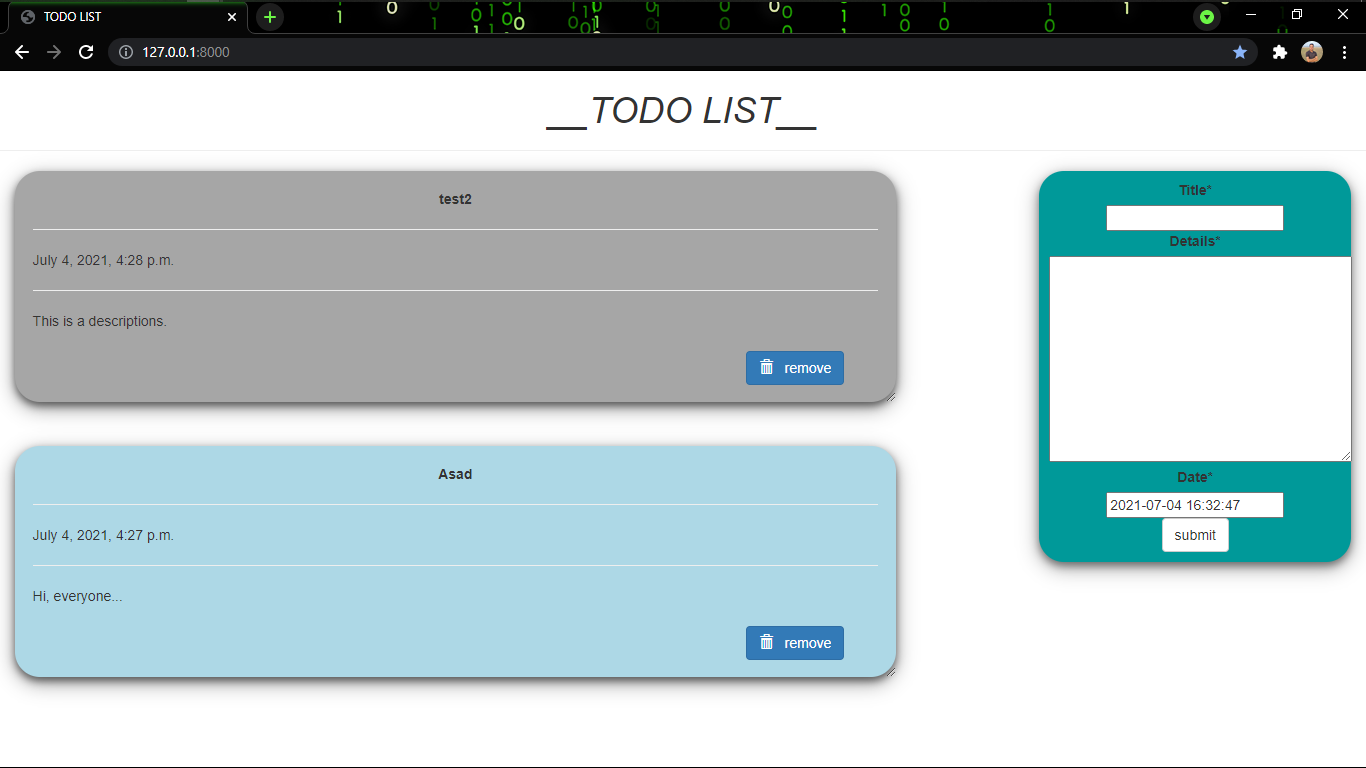 TODO LIST
127.0.0.1:8000
__TODO LIST__
test2
July 4, 2021, 4:28 p.m.
This is a descriptions.
remove
Asad
July 4, 2021, 4:27 p.m.
Hi, everyone...
remove
Title*
Details*
Date*
2021-07-04 16:32:47
submit